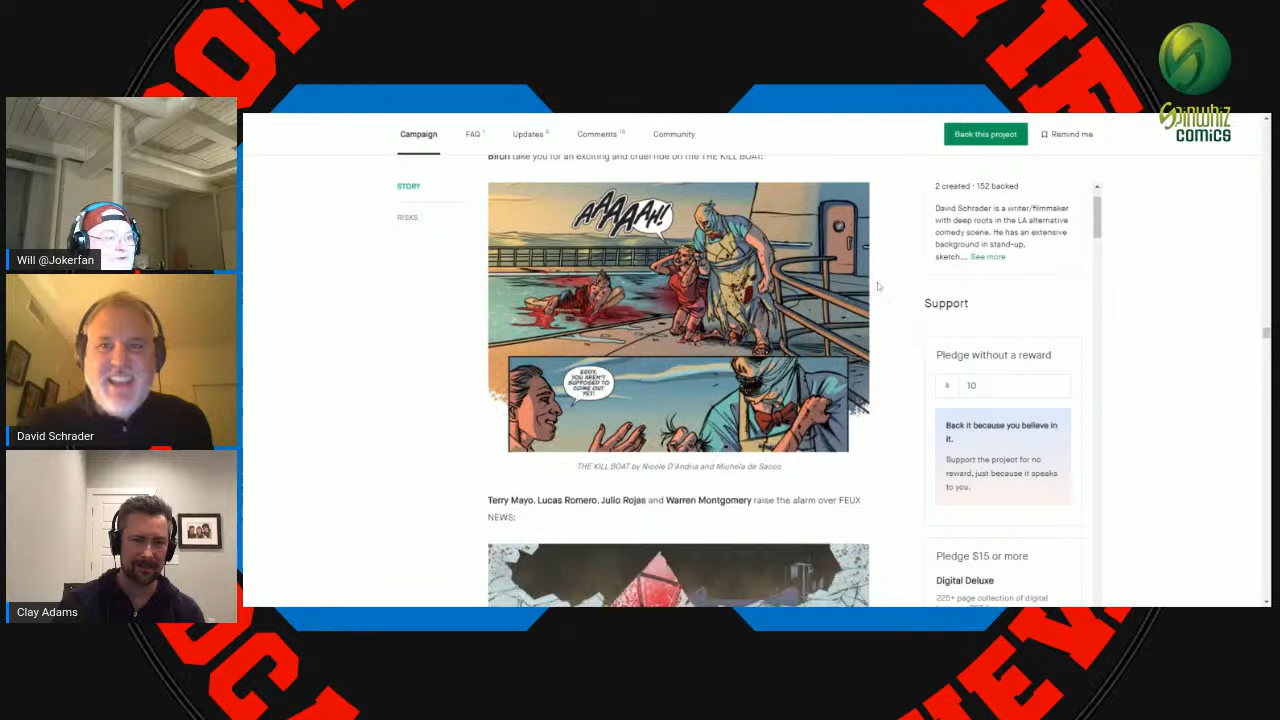 Spinwhiz
COMICS
Campaign
FAQ 1
Updates
Comments
Community
Back this project
Remind me
Birch take you for an exciting and cruel ride on the THE KILL BOAT:
STORY
RISKS
AAAAAH!
EDDY, YOU AREN'T SUPPOSED TO COME OUT YET!
THE KILL BOAT by Nicole D'Andria and Michela de Sacco
Terry Mayo, Lucas Romero, Julio Rojas and Warren Montgomery raise the alarm over FEUX
NEWS:
2 created · 152 backed
David Schrader is a writer/filmmaker
with deep roots in the LA alternative
comedy scene. He has an extensive
background in stand-up,
sketch... See more
Support
Pledge without a reward
$ 10
Back it because you believe in
it.
Support the project for no
reward, just because it speaks
to you.
Pledge $15 or more
Digital Deluxe
225+ page collection of digital
Will @Jokerfan
David Schrader
Clay Adams